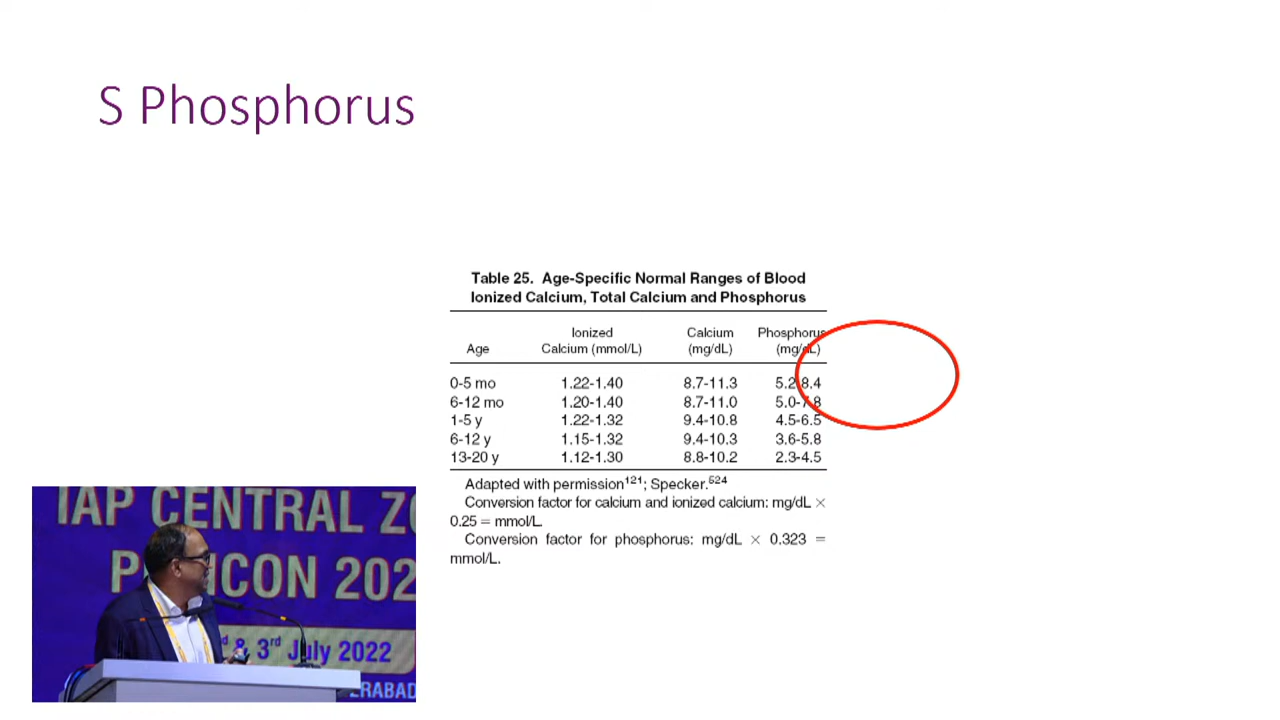 S Phosphorus
Table 25. Age-Specific Normal Ranges of Blood
Ionized Calcium, Total Calcium and Phosphorus
Age Ionized Calcium (mmol/L) Calcium (mg/dL) Phosphorus (mg/dL)
0-5 mo 1.22-1.40 8.7-11.3 5.2-8.4
6-12 mo 1.20-1.40 8.7-11.0 5.0-7.8
1-5 y 1.22-1.32 9.4-10.8 4.5-6.5
6-12 y 1.15-1.32 9.4-10.3 3.6-5.8
13-20 y 1.12-1.30 8.8-10.2 2.3-4.5
Adapted with permission121; Specker.524
Conversion factor for calcium and ionized calcium: mg/dL ×
0.25 = mmol/L.
Conversion factor for phosphorus: mg/dL × 0.323 =
mmol/L.
IAP CENTRAL
& 3rd July 2022